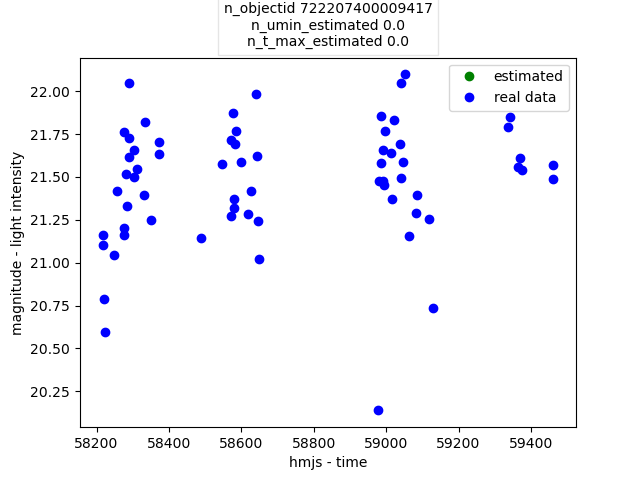 n_objectid 722207400009417
n_umin_estimated 0.0
n_t_max_estimated 0.0
estimated
real data
22.00
21.75
21.50
21.25
21.00
20.75
20.50
20.25
magnitude - light intensity
58200 58400 58600 58800 59000 59200 59400
hmjs - time